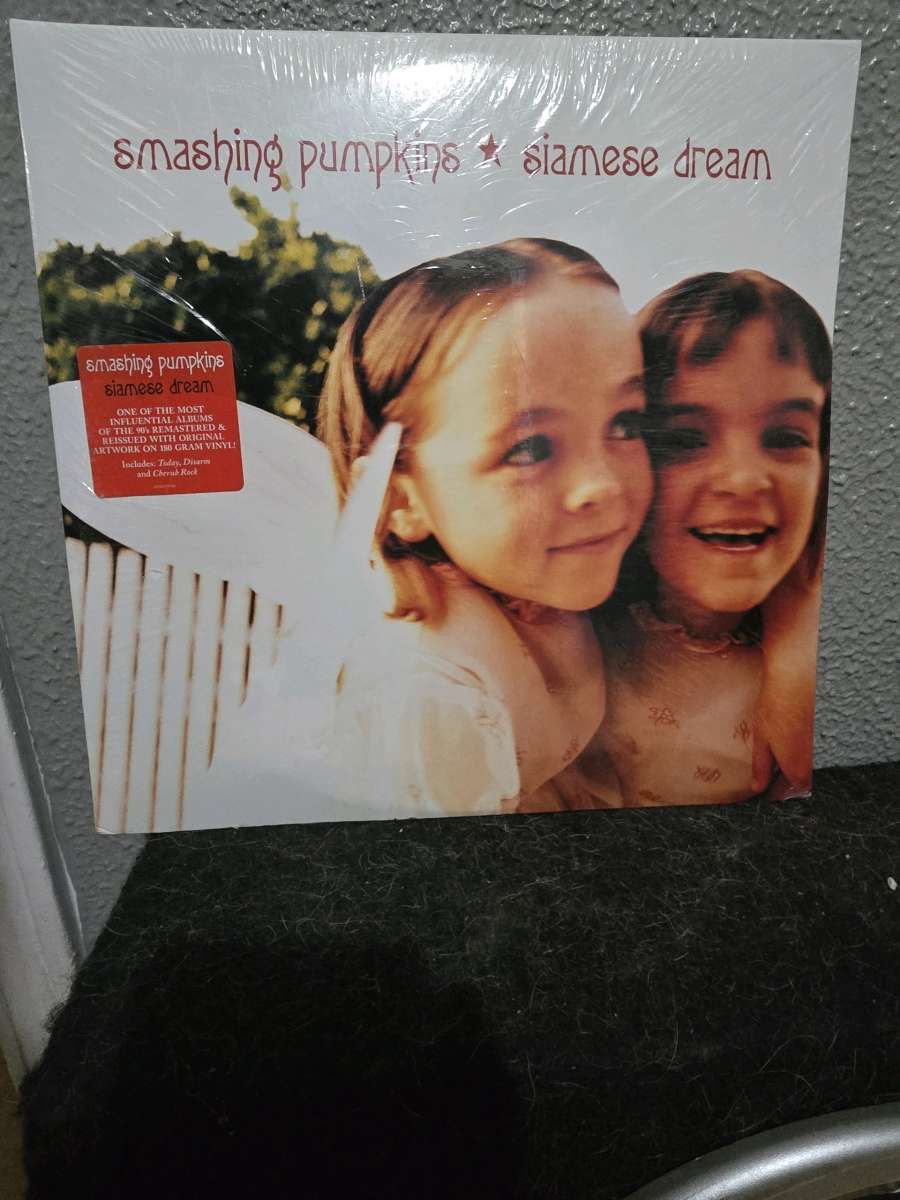 smashing pumpkins ★ siamese dream
smashing pumpkins
siamese dream
ONE OF THE MOST
INFLUENTIAL ALBUMS
OF THE 90's REMASTERED &
REISSUED WITH ORIGINAL
ARTWORK ON 180 GRAM VINYL!
Includes: Today, Disarm
and Cherub Rock